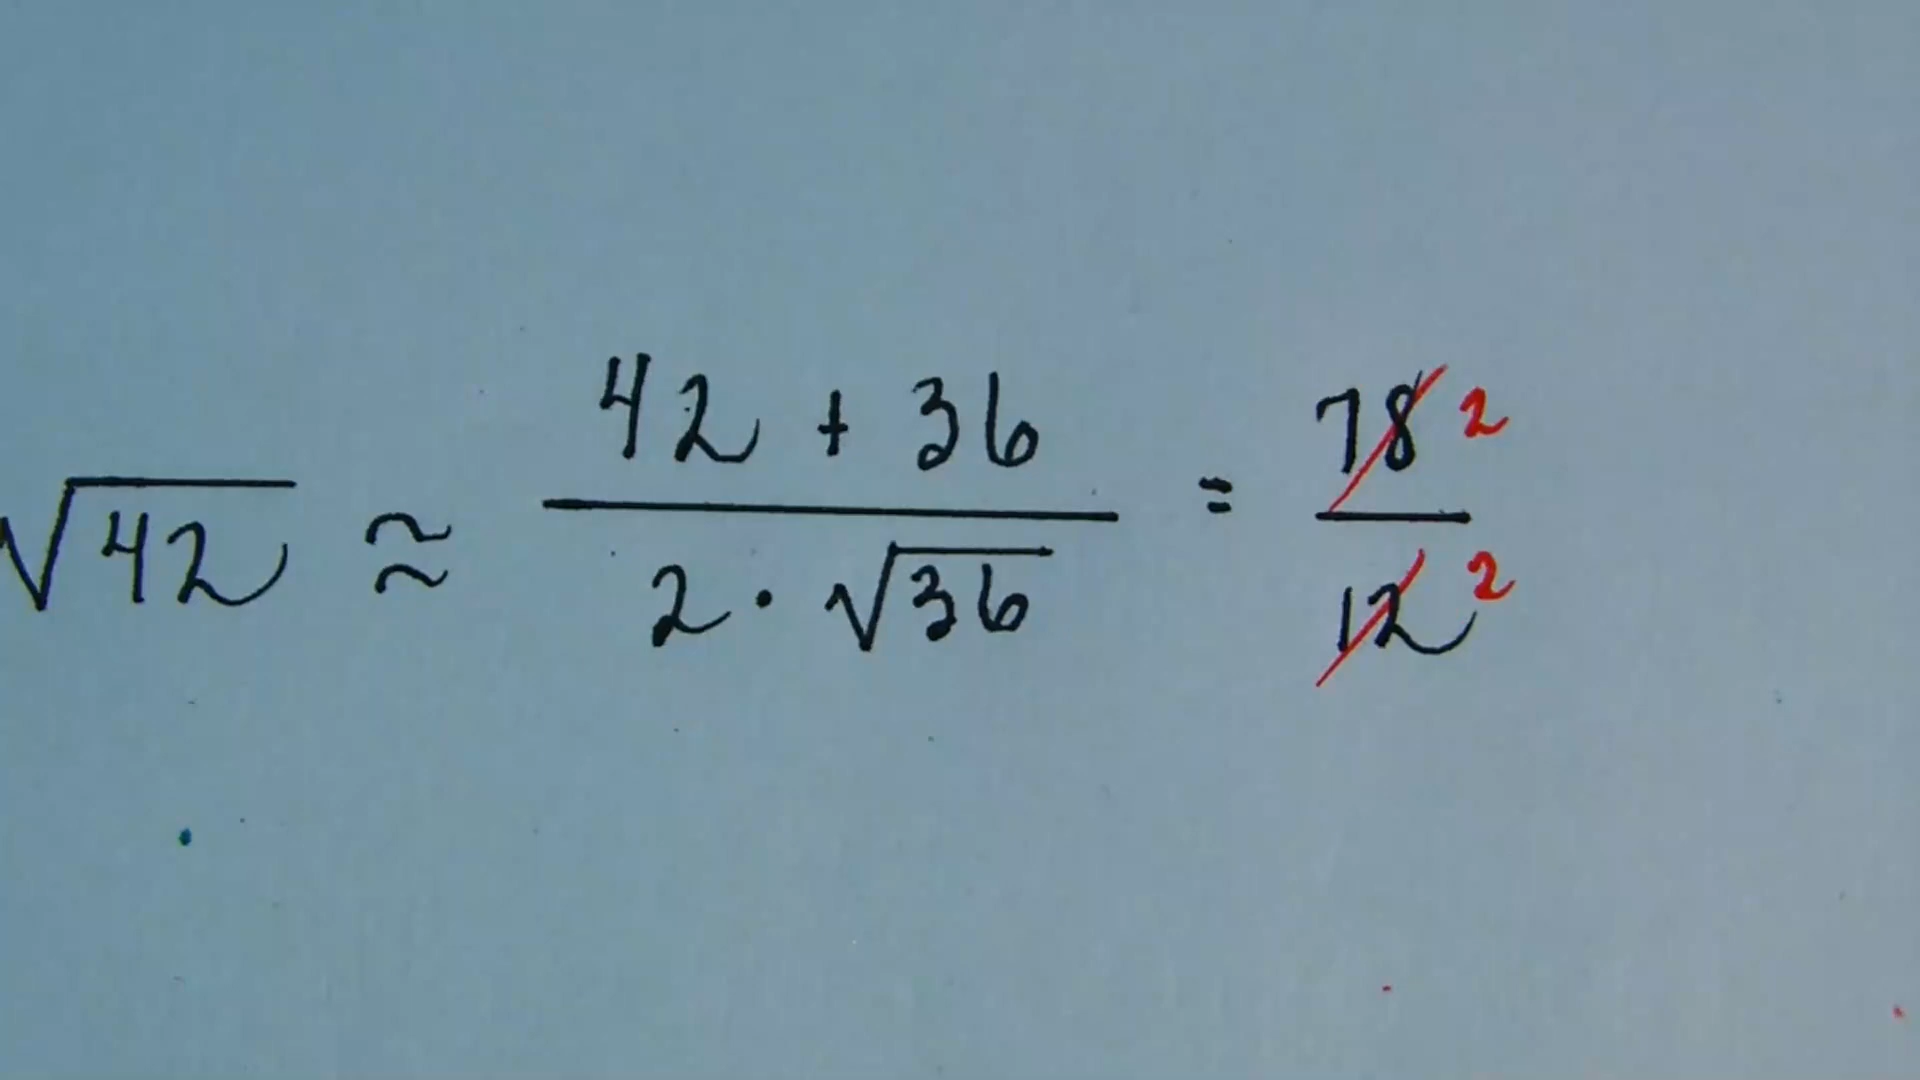 √42 ≅ (42 + 36)/(2 · √36) = 78 2/12 2